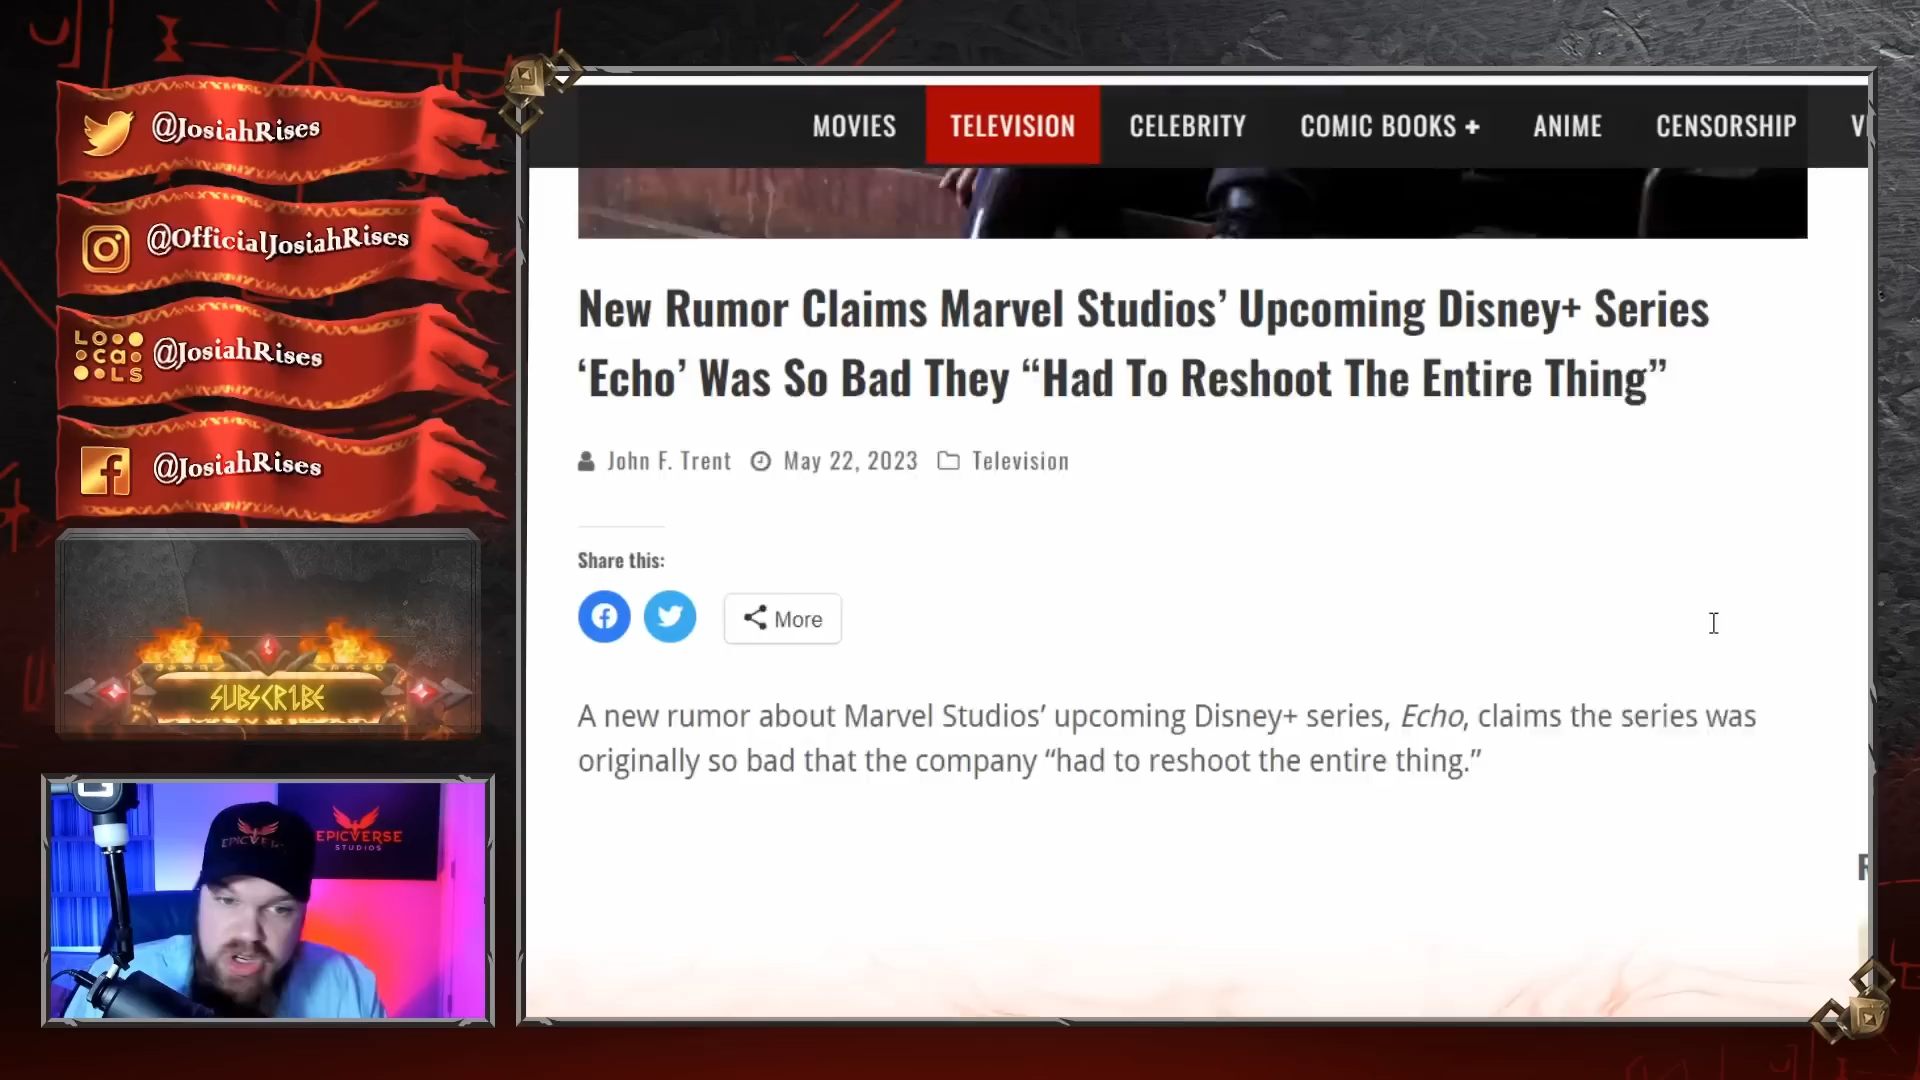 @JosiahRises
@OfficialJosiahRises
LOcaLS
@JosiahRises
@JosiahRises
SUBSCRIBE
EPICVERSE
STUDIOS
MOVIES TELEVISION CELEBRITY COMIC BOOKS + ANIME CENSORSHIP
New Rumor Claims Marvel Studios’ Upcoming Disney+ Series
‘Echo’ Was So Bad They “Had To Reshoot The Entire Thing”
John F. Trent May 22, 2023 Television
Share this:
More
A new rumor about Marvel Studios’ upcoming Disney+ series, Echo, claims the series was
originally so bad that the company “had to reshoot the entire thing.”